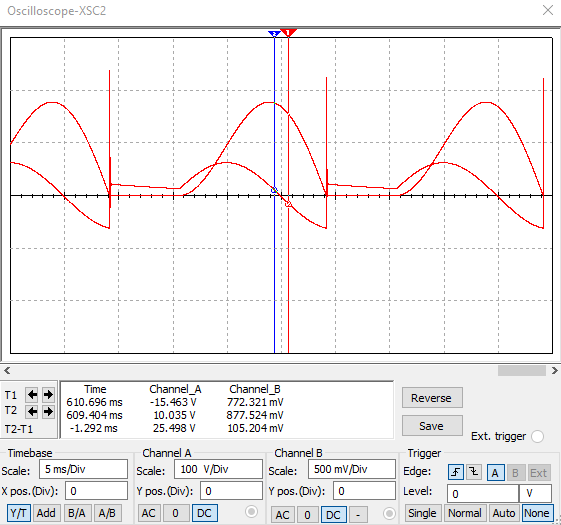 Oscilloscope-XSC2
2 1
Time Channel_A Channel_B
T1 610.696 ms -15.463 V 772.321 mV
T2 609.404 ms 10.035 V 877.524 mV
T2-T1 -1.292 ms 25.498 V 105.204 mV
Reverse
Save
Ext. trigger
Timebase
Scale: 5 ms/Div
X pos.(Div): 0
Y/T Add B/A A/B
Channel A
Scale: 100 V/Div
Y pos.(Div): 0
AC 0 DC
Channel B
Scale: 500 mV/Div
Y pos.(Div): 0
AC 0 DC -
Trigger
Edge: A B Ext
Level: 0 V
Single Normal Auto None